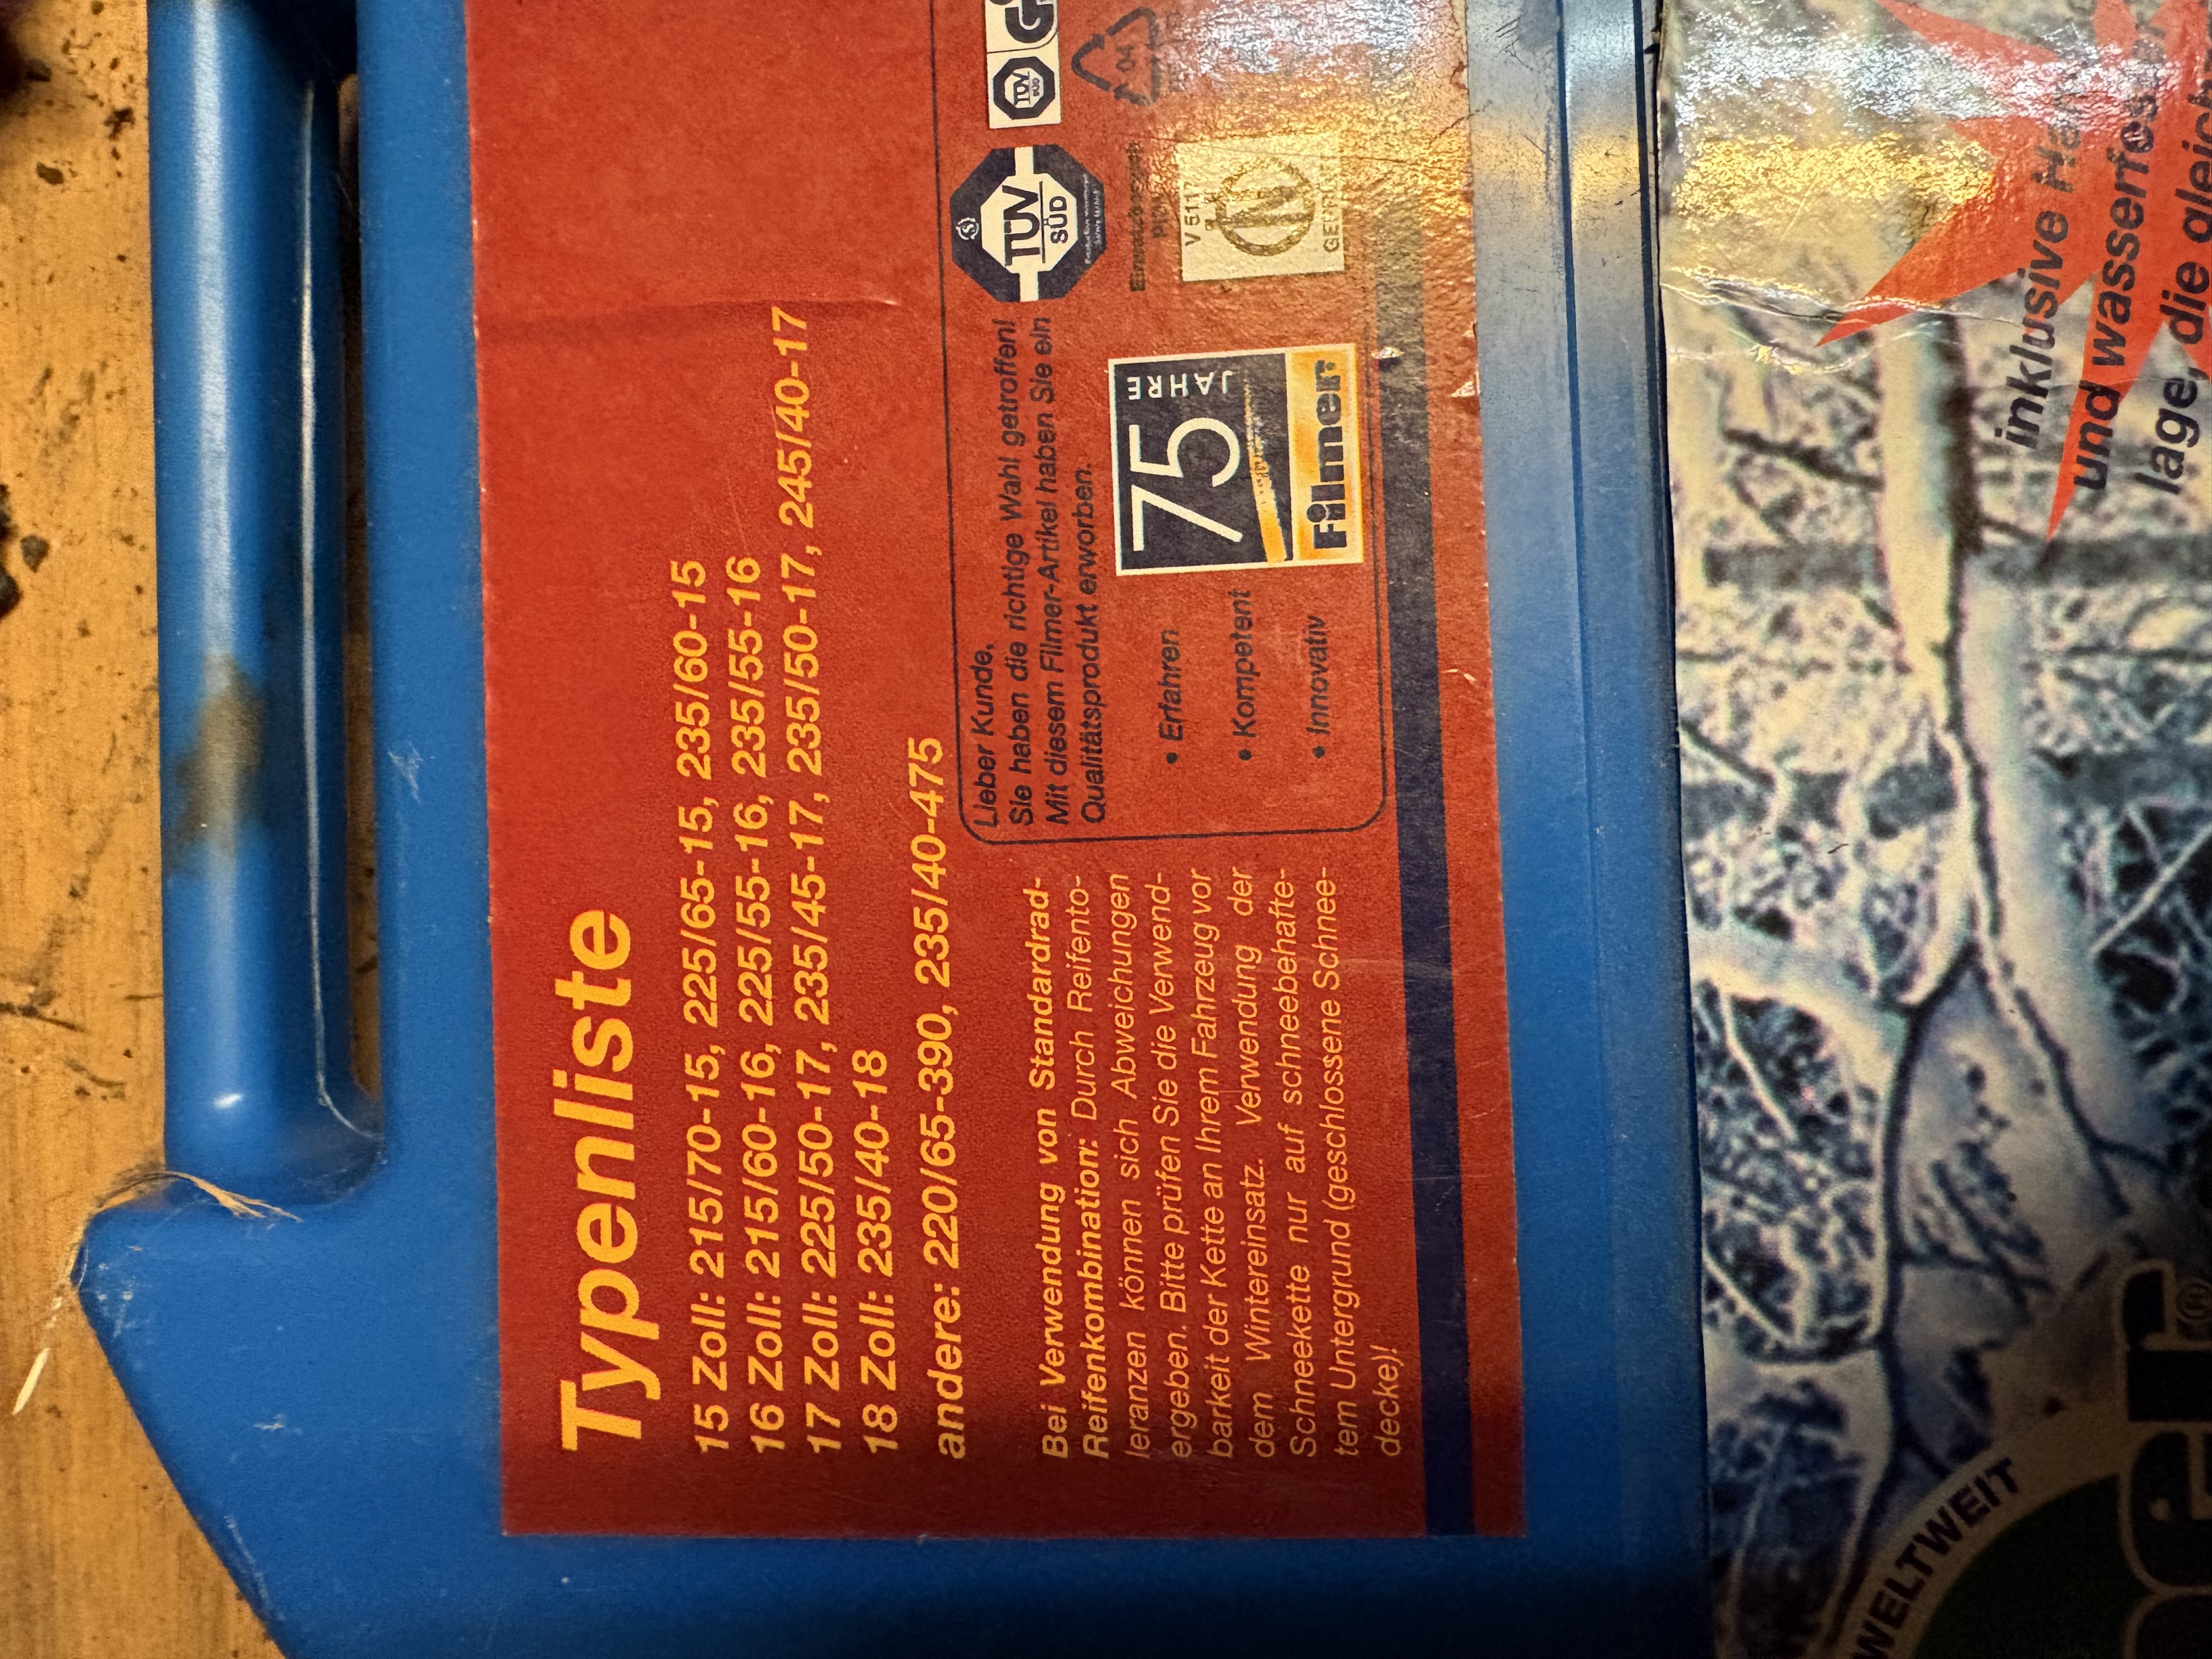 Typenliste
15 Zoll: 215/70-15, 225/65-15, 235/60-15
16 Zoll: 215/60-16, 225/55-16, 235/55-16
17 Zoll: 225/50-17, 235/45-17, 235/50-17, 245/40-17
18 Zoll: 235/40-18
andere: 220/65-390, 235/40-475
Bei Verwendung von Standardrad-
Reifenkombination: Durch Reifento-
leranzen können sich Abweichungen
ergeben. Bitte prüfen Sie die Verwend-
barkeit der Kette an Ihrem Fahrzeug vor
dem Wintereinsatz. Verwendung der
Schneekette nur auf schneebehafte-
tem Untergrund (geschlossene Schnee-
decke)!
Lieber Kunde,
Sie haben die richtige Wahl getroffen!
Mit diesem Filmer-Artikel haben Sie ein
Qualitätsprodukt erworben.
• Erfahren
• Kompetent
• Innovativ
75
JAHRE
Filmer
TÜV
SÜD
TÜV
SÜD
04
V 5117
inklusive
und wasserfester
lage, die gleich
WELTWEIT